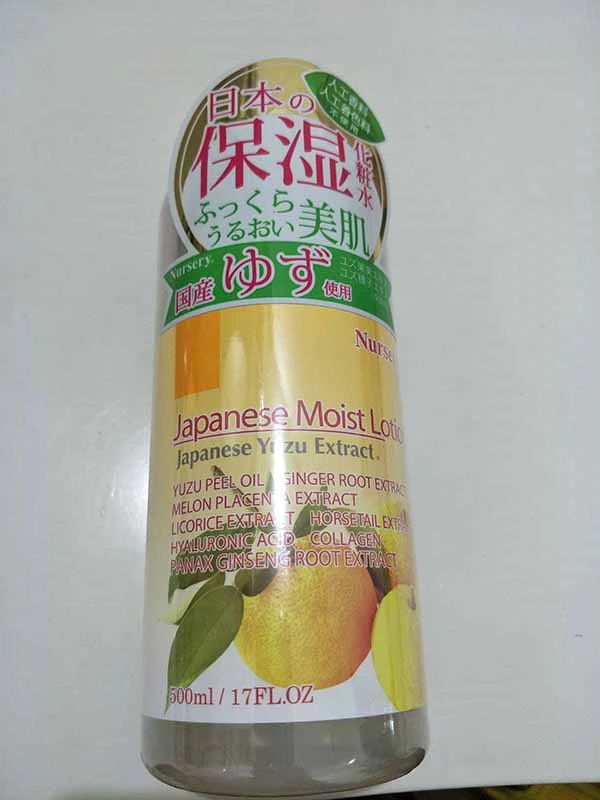 人工香料
人工着色料
不使用
日本の
保湿
化粧水
ふっくら
うるおい美肌
Nursery.
国産ゆず使用
Japanese Moist
Japanese Yuzu Extract.
YUZU PEEL OIL GINGER ROOT EXTRACT
MELON PLACENTA EXTRACT
LICORICE EXTRACT HORSETAIL
HYALURONIC ACID COLLAGEN
PANAX GINSENG ROOT EXTRACT
500ml / 17FL.OZ